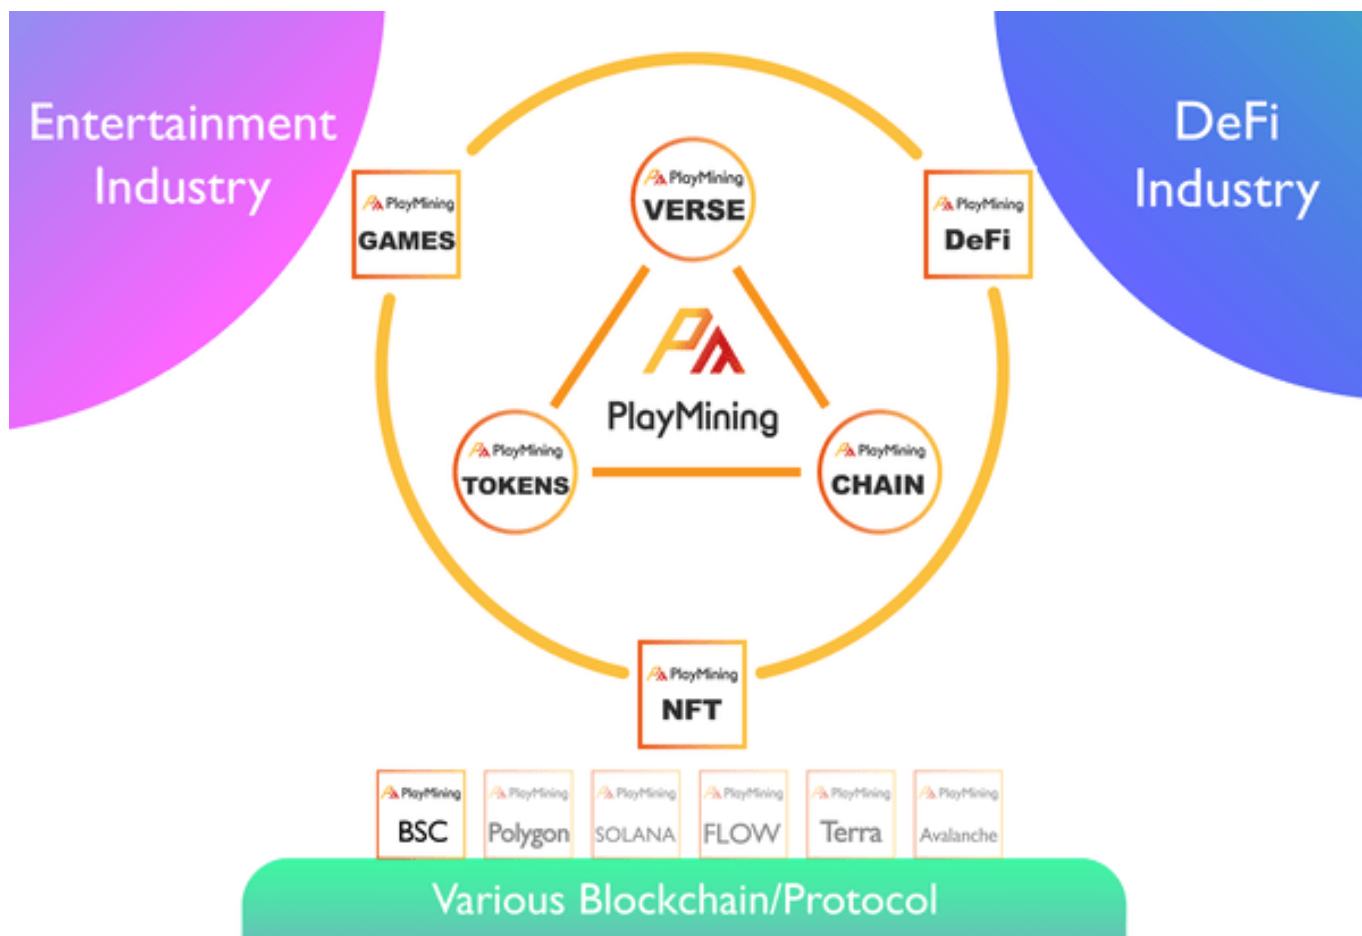 Entertainment
Industry
DeFi
Industry
PlayMining
VERSE
PlayMining
GAMES
PlayMining
DeFi
PlayMining
PlayMining
TOKENS
PlayMining
CHAIN
PlayMining
NFT
PlayMining
BSC
PlayMining
Polygon
PlayMining
SOLANA
PlayMining
FLOW
PlayMining
Terra
PlayMining
Avalanche
Various Blockchain/Protocol